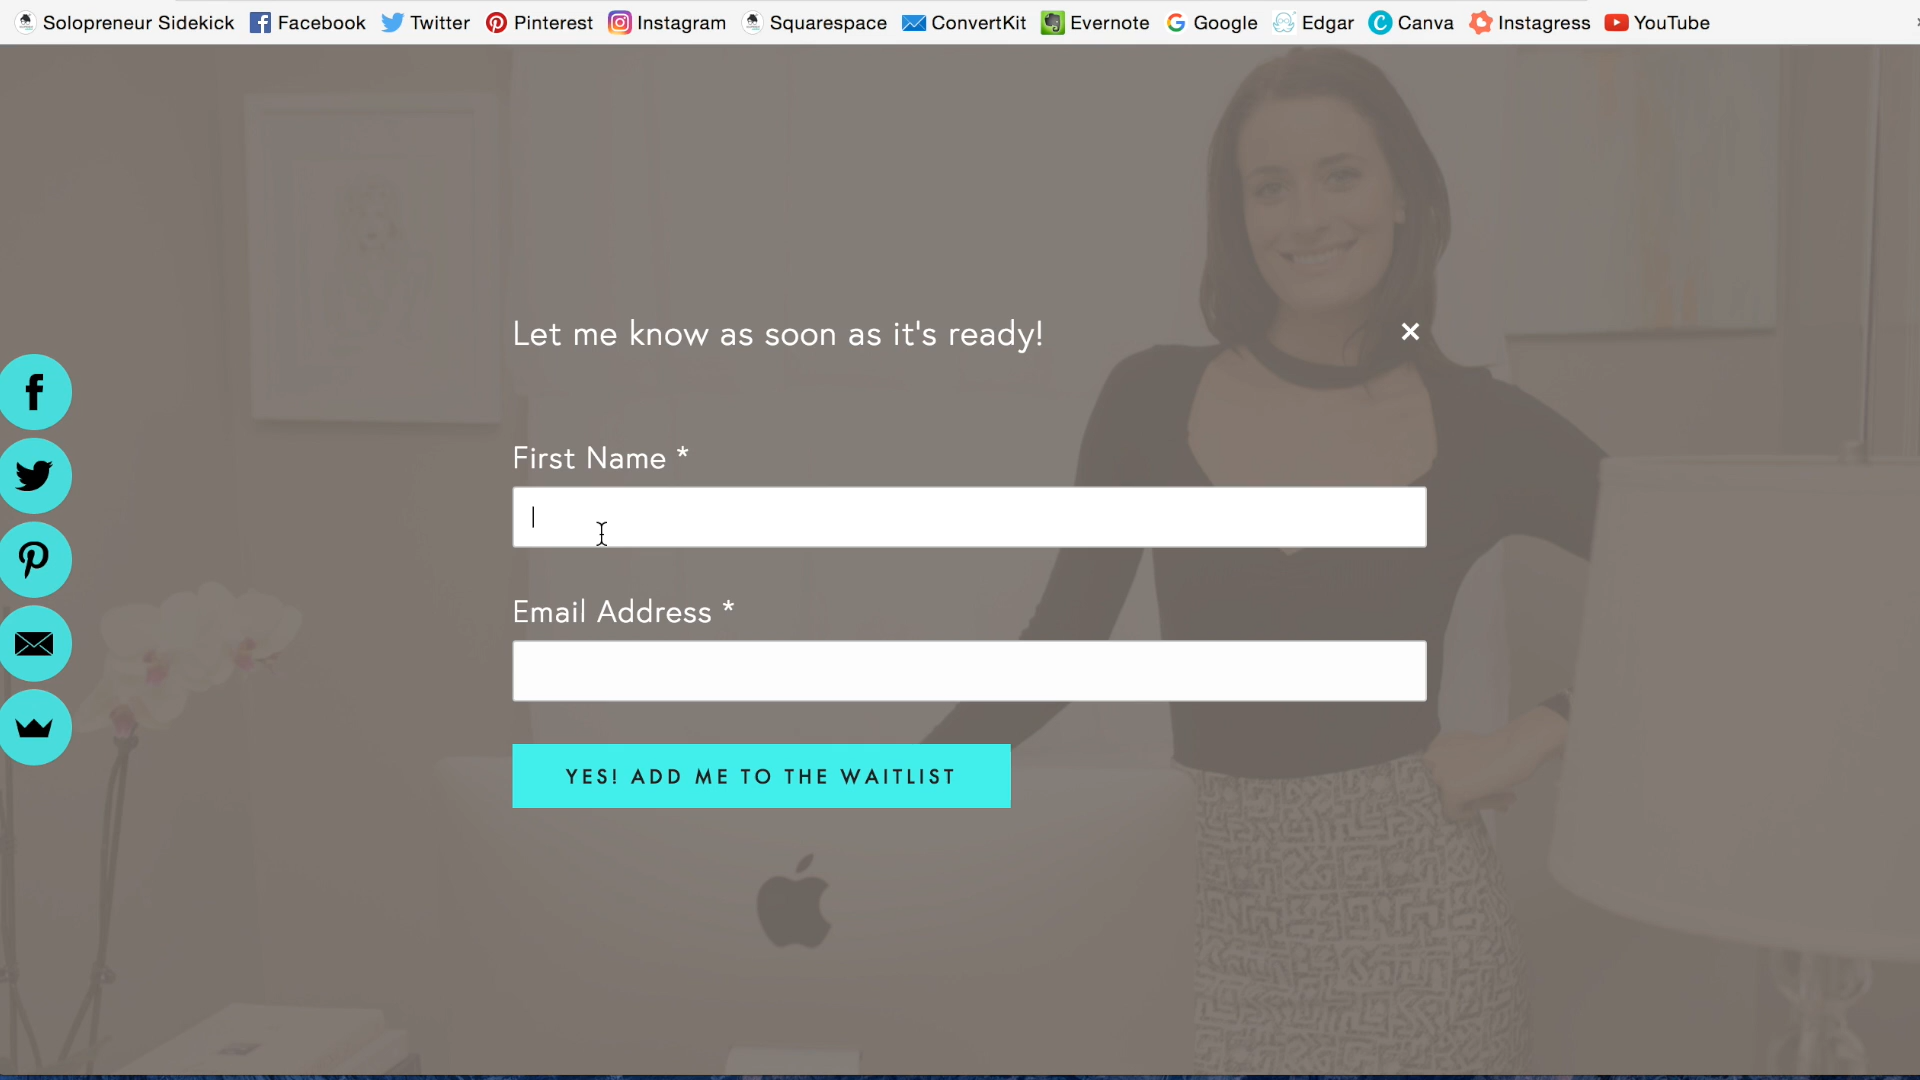 Solopreneur Sidekick Facebook Twitter Pinterest Instagram Squarespace ConvertKit Evernote Google Edgar Canva Instagress YouTube
Let me know as soon as it's ready!
First Name *
Email Address *
YES! ADD ME TO THE WAITLIST